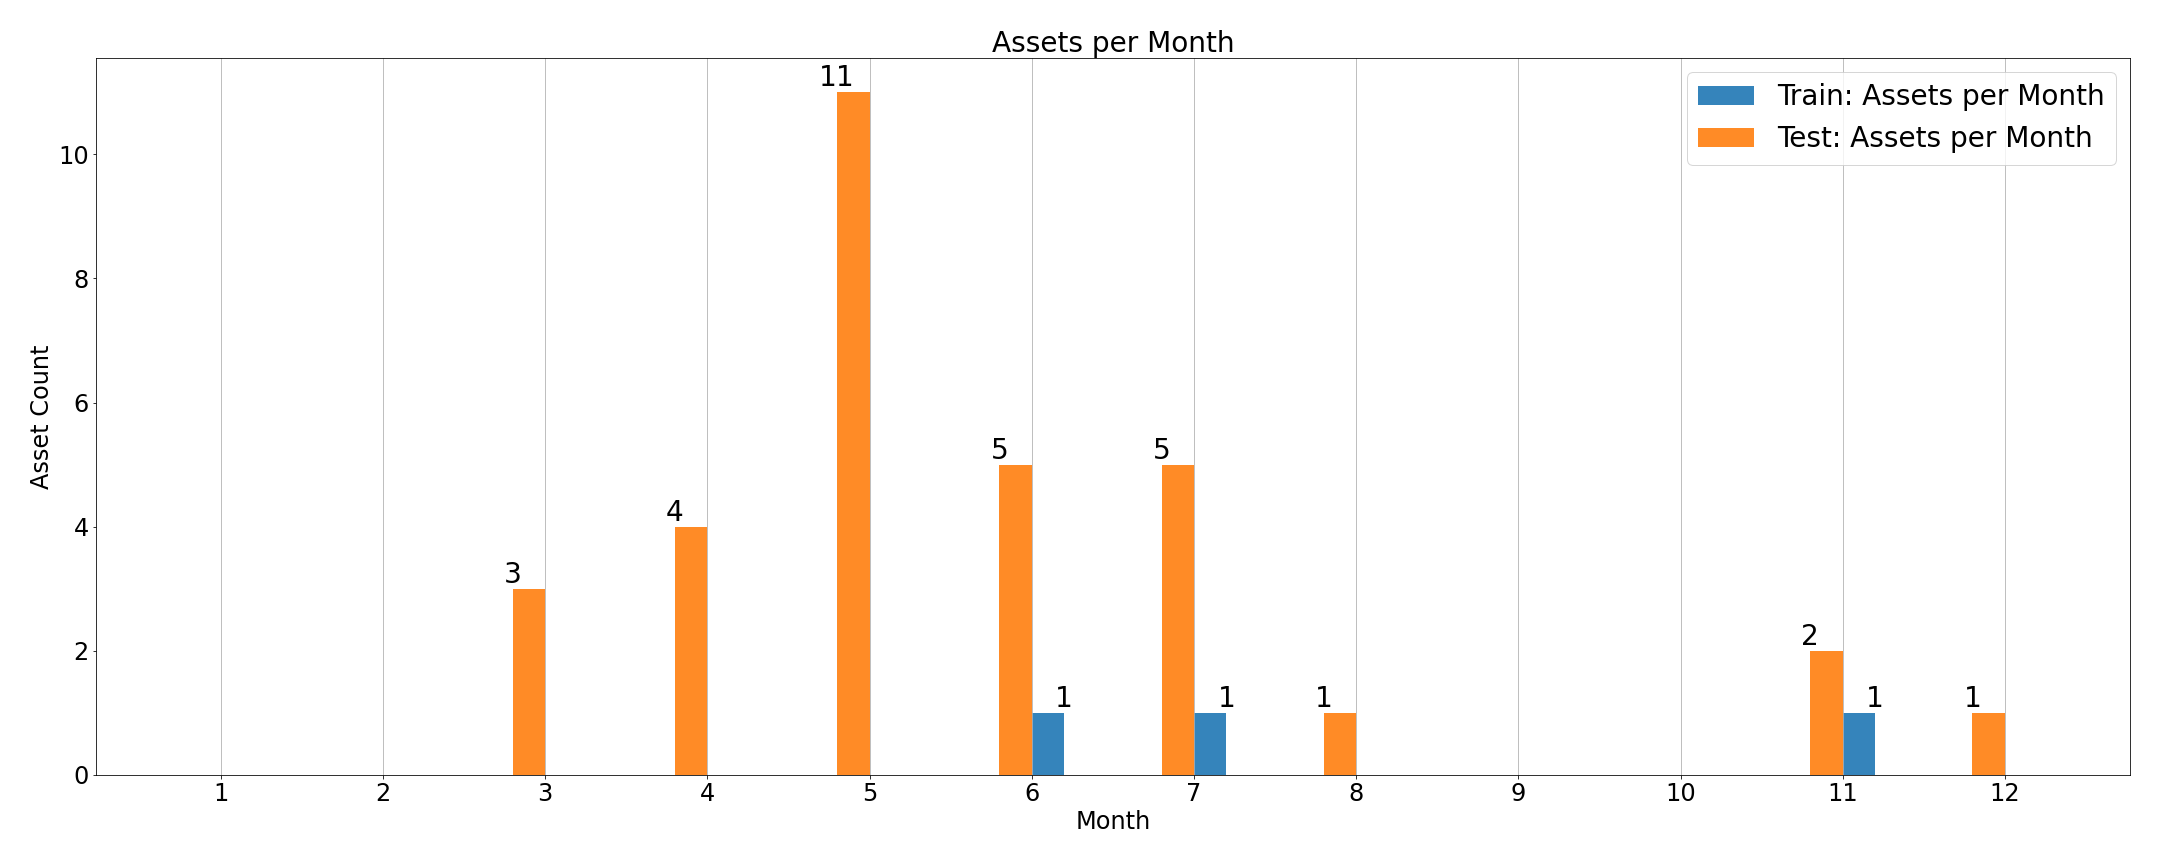 Assets per Month
Train: Assets per Month
Test: Assets per Month
Asset Count
10
8
6
4
2
0
3
4
11
5
1
5
1
1
2
1
1
1 2 3 4 5 6 7 8 9 10 11 12
Month